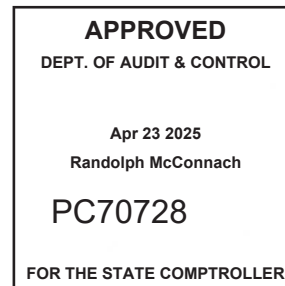 APPROVED
DEPT. OF AUDIT & CONTROL
Apr 23 2025
Randolph McConnach
PC70728
FOR THE STATE COMPTROLLER